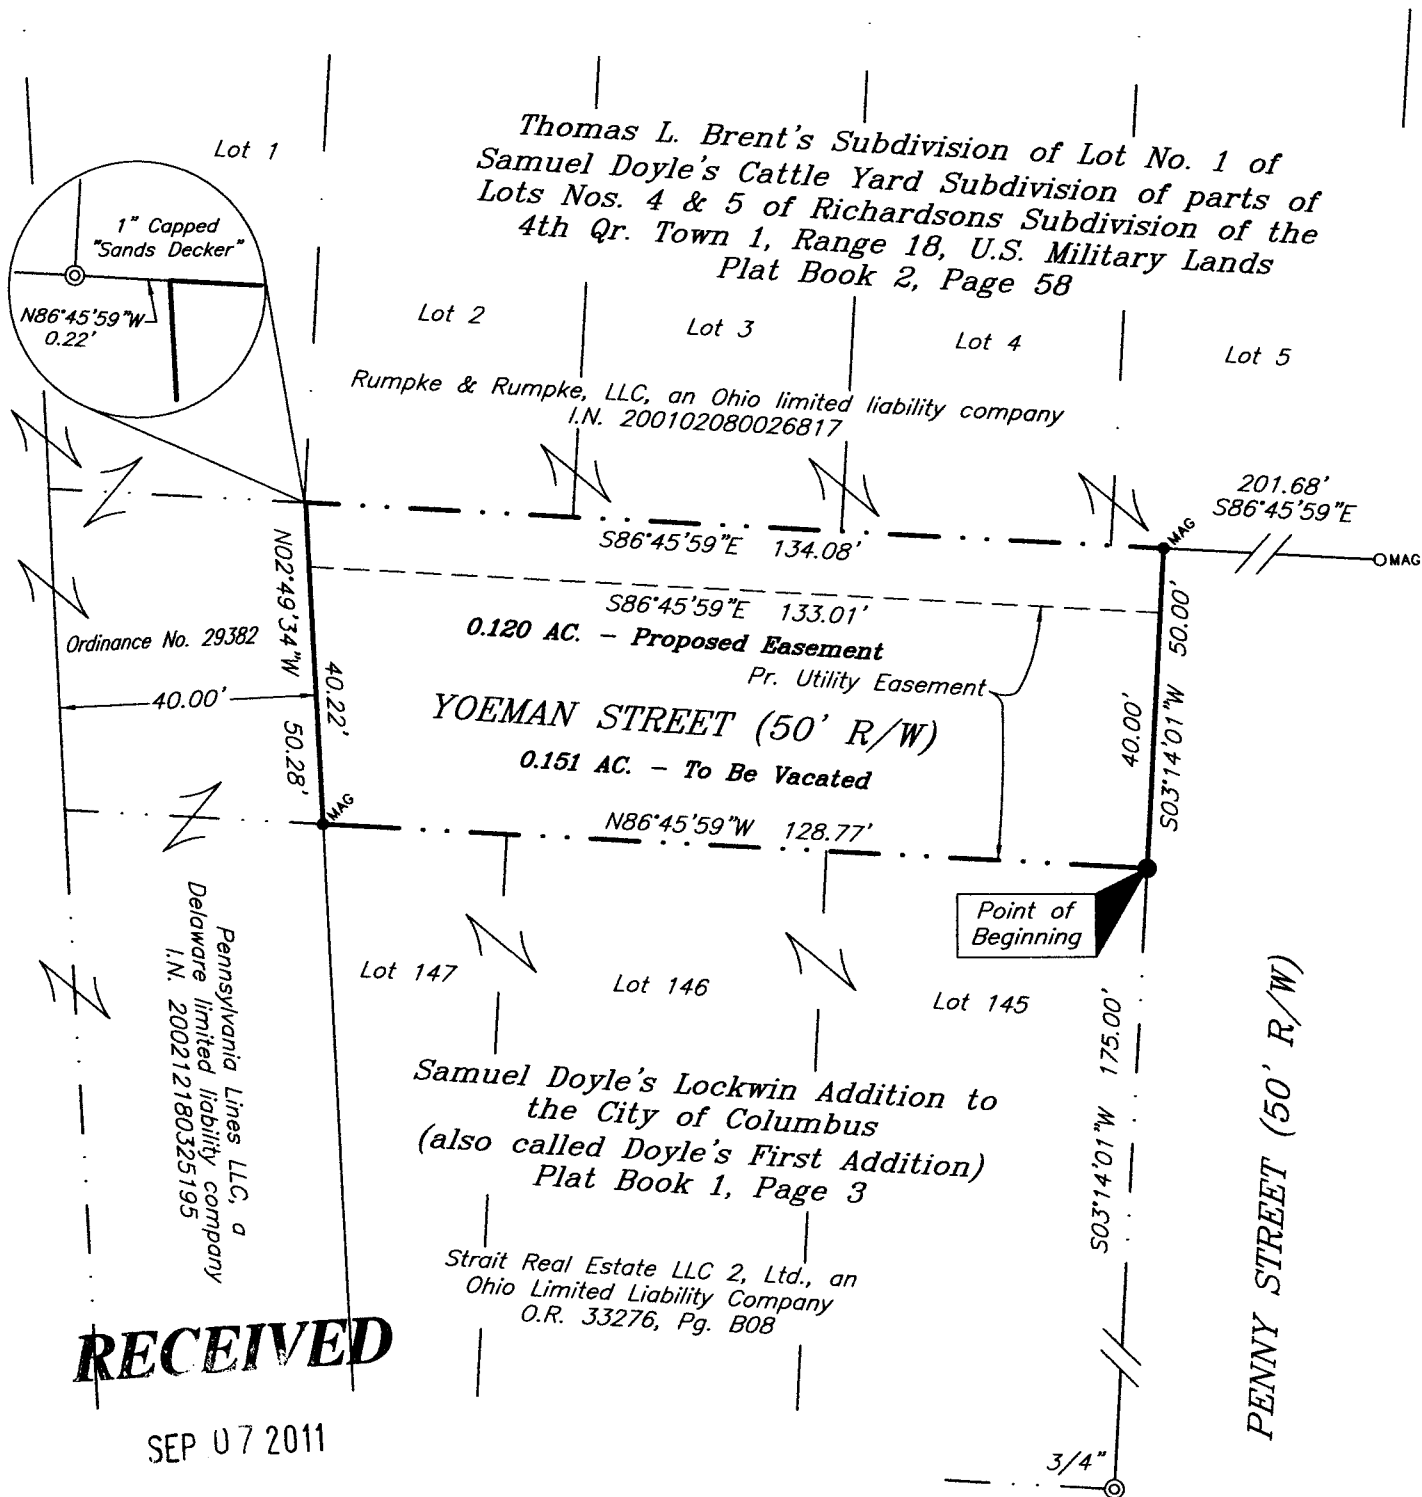 Lot 1
Thomas L. Brent's Subdivision of Lot No. 1 of
Samuel Doyle's Cattle Yard Subdivision of parts of
Lots Nos. 4 & 5 of Richardsons Subdivision of the
4th Qr. Town 1, Range 18, U.S. Military Lands
Plat Book 2, Page 58
1" Capped
"Sands Decker"
N86°45'59"W
0.22'
Lot 2
Lot 3
Lot 4
Lot 5
Rumpke & Rumpke, LLC, an Ohio limited liability company
I.N. 200102080026817
201.68'
S86°45'59"E
MAG
MAG
S86°45'59"E 134.08'
S86°45'59"E 133.01'
0.120 AC. - Proposed Easement
Pr. Utility Easement
N02°49'34"W 50.28'
40.22'
Ordinance No. 29382
40.00'
YOEMAN STREET (50' R/W)
0.151 AC. - To Be Vacated
40.00'
S03°14'01"W 50.00'
MAG
N86°45'59"W 128.77'
Point of
Beginning
Pennsylvania Lines LLC, a
Delaware limited liability company
I.N. 200212180325195
Lot 147
Lot 146
Lot 145
S03°14'01"W 175.00'
PENNY STREET (50' R/W)
Samuel Doyle's Lockwin Addition to
the City of Columbus
(also called Doyle's First Addition)
Plat Book 1, Page 3
Strait Real Estate LLC 2, Ltd., an
Ohio Limited Liability Company
O.R. 33276, Pg. B08
RECEIVED
SEP 07 2011
3/4"